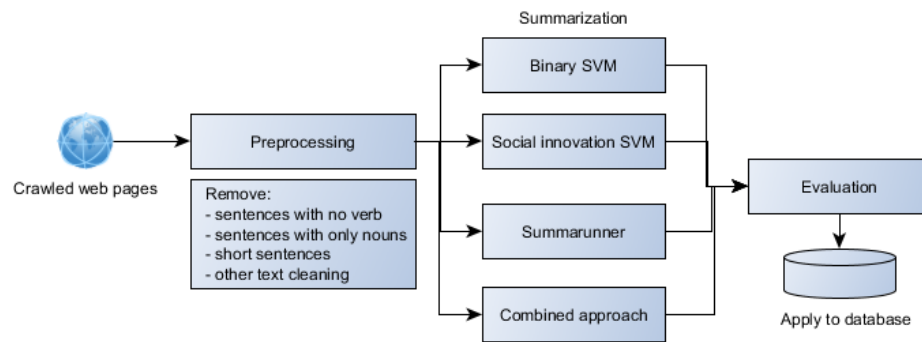 Summarization
Binary SVM
Crawled web pages
Preprocessing
Remove:
- sentences with no verb
- sentences with only nouns
- short sentences
- other text cleaning
Social innovation SVM
Summarunner
Combined approach
Evaluation
Apply to database